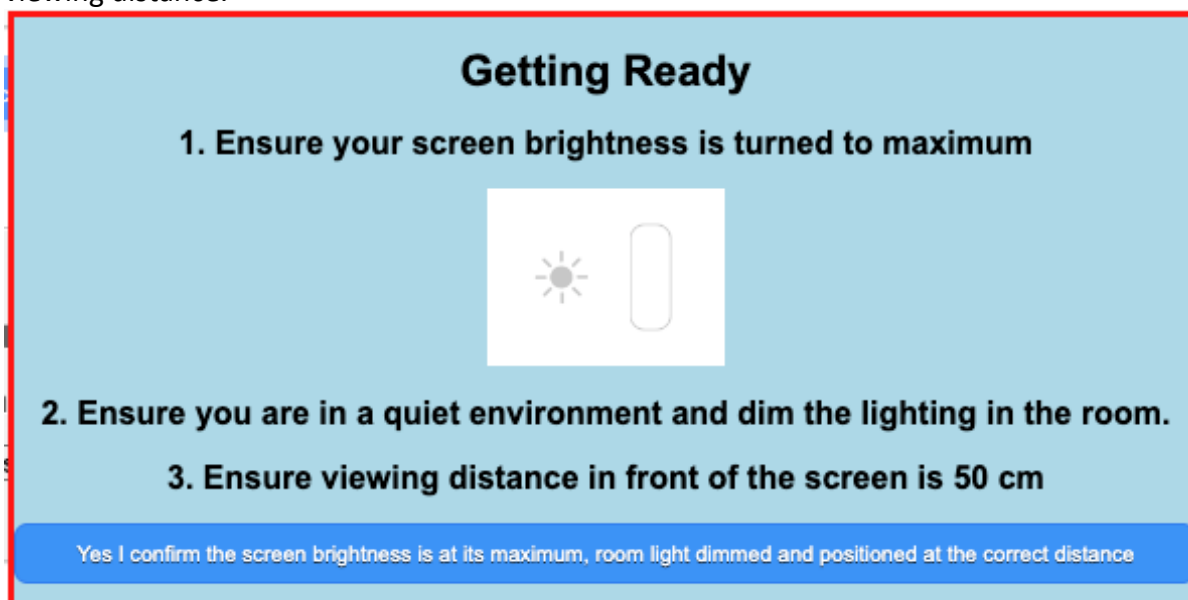 viewing distance.
Getting Ready
1. Ensure your screen brightness is turned to maximum
2. Ensure you are in a quiet environment and dim the lighting in the room.
3. Ensure viewing distance in front of the screen is 50 cm
Yes I confirm the screen brightness is at its maximum, room light dimmed and positioned at the correct distance